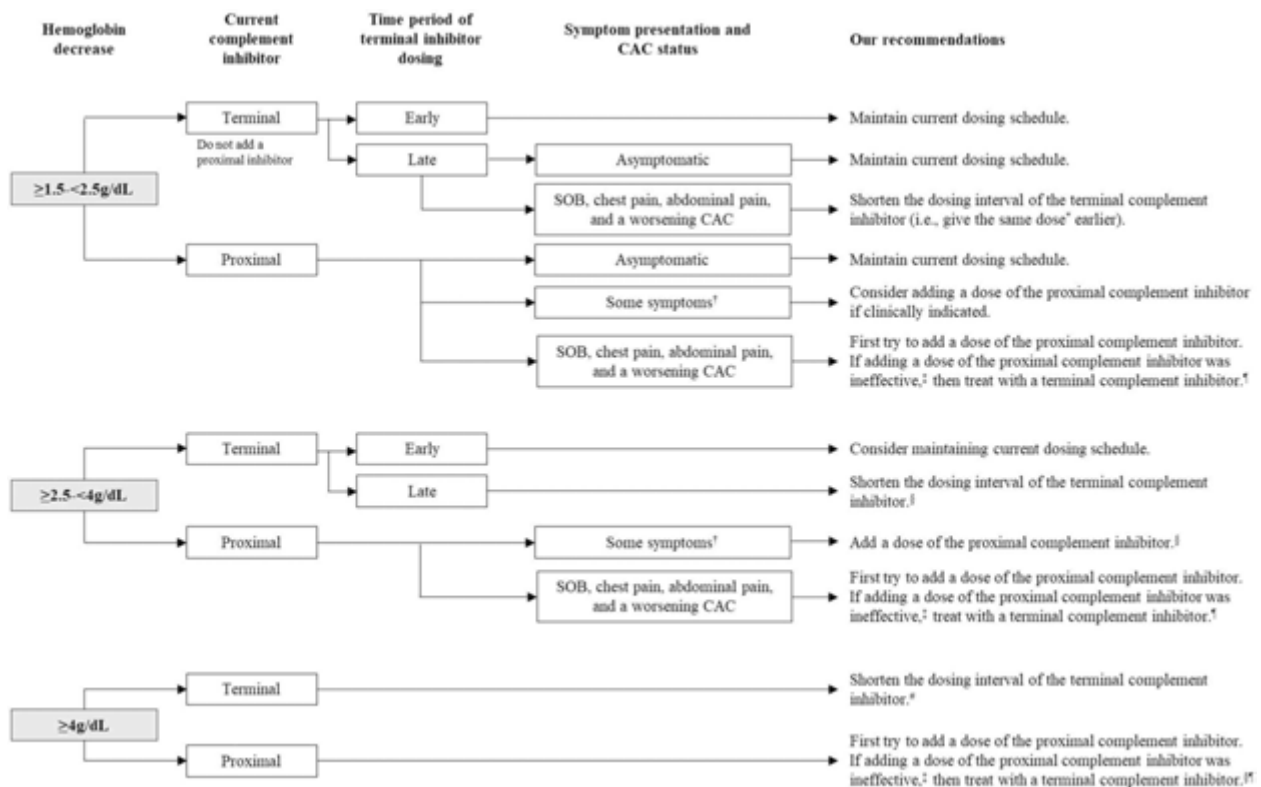 Hemoglobin
decrease
Current
complement
inhibitor
Time period of
terminal inhibitor
dosing
Symptom presentation and
CAC status
Our recommendations
≥1.5-<2.5g/dL
Terminal
Do not add a
proximal inhibitor
Early
Maintain current dosing schedule.
Late
Asymptomatic
Maintain current dosing schedule.
SOB, chest pain, abdominal pain,
and a worsening CAC
Shorten the dosing interval of the terminal complement
inhibitor (i.e., give the same dose* earlier).
Proximal
Asymptomatic
Maintain current dosing schedule.
Some symptoms†
Consider adding a dose of the proximal complement inhibitor
if clinically indicated.
SOB, chest pain, abdominal pain,
and a worsening CAC
First try to add a dose of the proximal complement inhibitor.
If adding a dose of the proximal complement inhibitor was
ineffective,‡ then treat with a terminal complement inhibitor.¶
≥2.5-<4g/dL
Terminal
Early
Consider maintaining current dosing schedule.
Late
Shorten the dosing interval of the terminal complement
inhibitor.
Proximal
Some symptoms†
Add a dose of the proximal complement inhibitor.
SOB, chest pain, abdominal pain,
and a worsening CAC
First try to add a dose of the proximal complement inhibitor.
If adding a dose of the proximal complement inhibitor was
ineffective,‡ treat with a terminal complement inhibitor.¶
≥4g/dL
Terminal
Shorten the dosing interval of the terminal complement
inhibitor.
Proximal
First try to add a dose of the proximal complement inhibitor.
If adding a dose of the proximal complement inhibitor was
ineffective,‡ then treat with a terminal complement inhibitor.